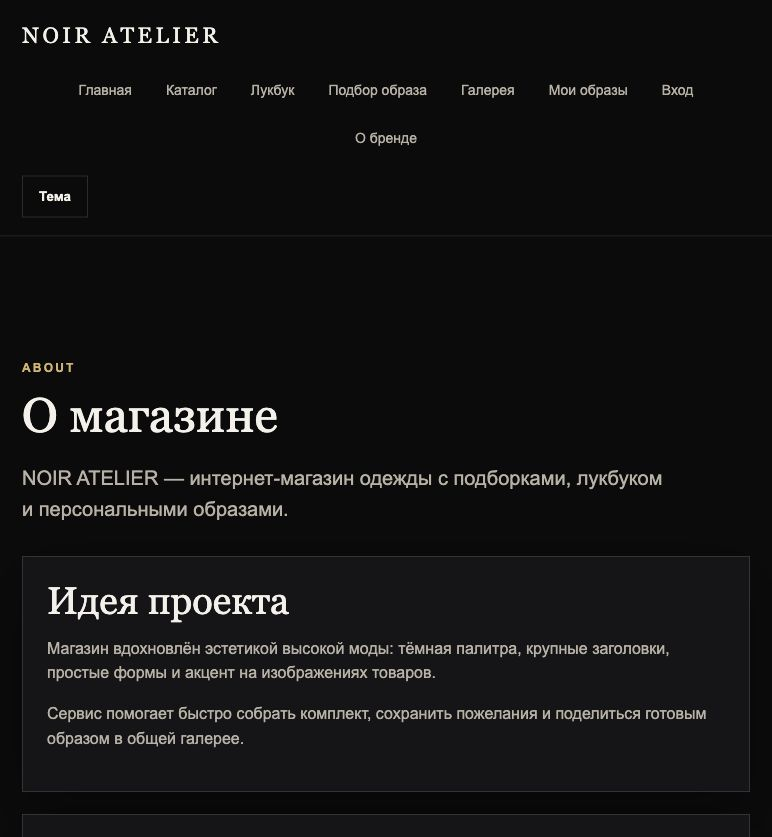 NOIR ATELIER
Главная Каталог Лукбук Подбор образа Галерея Мои образы Вход
О бренде
Тема
ABOUT
О магазине
NOIR ATELIER — интернет-магазин одежды с подборками, лукбуком
и персональными образами.
Идея проекта
Магазин вдохновлён эстетикой высокой моды: тёмная палитра, крупные заголовки,
простые формы и акцент на изображениях товаров.
Сервис помогает быстро собрать комплект, сохранить пожелания и поделиться готовым
образом в общей галерее.